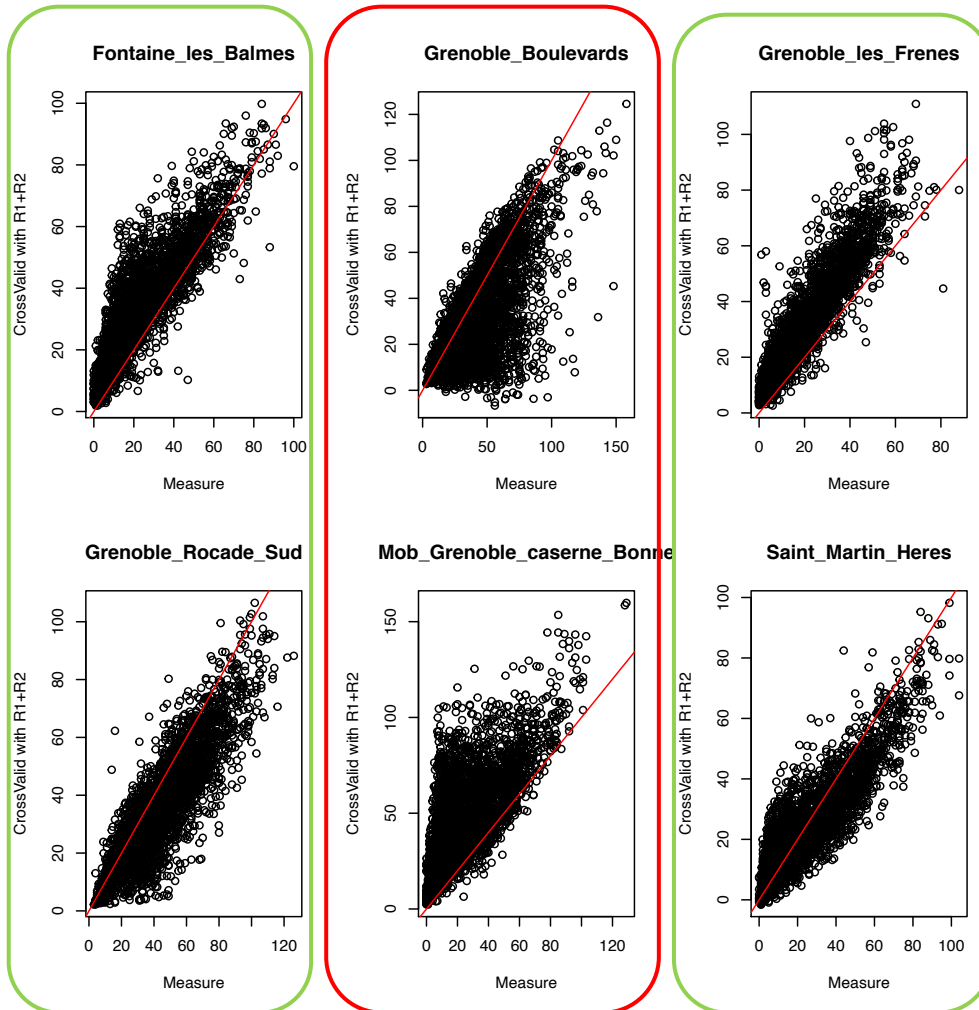 Fontaine_les_Balmes
CrossValid with R1+R2
100
80
60
40
20
0
0 20 40 60 80 100
Measure
Grenoble_Boulevards
CrossValid with R1+R2
120
100
80
60
40
20
0
0 50 100 150
Measure
Grenoble_les_Frenes
CrossValid with R1+R2
100
80
60
40
20
0
0 20 40 60 80
Measure
Grenoble_Rocade_Sud
CrossValid with R1+R2
100
80
60
40
20
0
0 20 40 60 80 120
Measure
Mob_Grenoble_caserne_Bonne
CrossValid with R1+R2
150
100
50
0
0 20 40 60 80 120
Measure
Saint_Martin_Heres
CrossValid with R1+R2
100
80
60
40
20
0
0 20 40 60 80 100
Measure